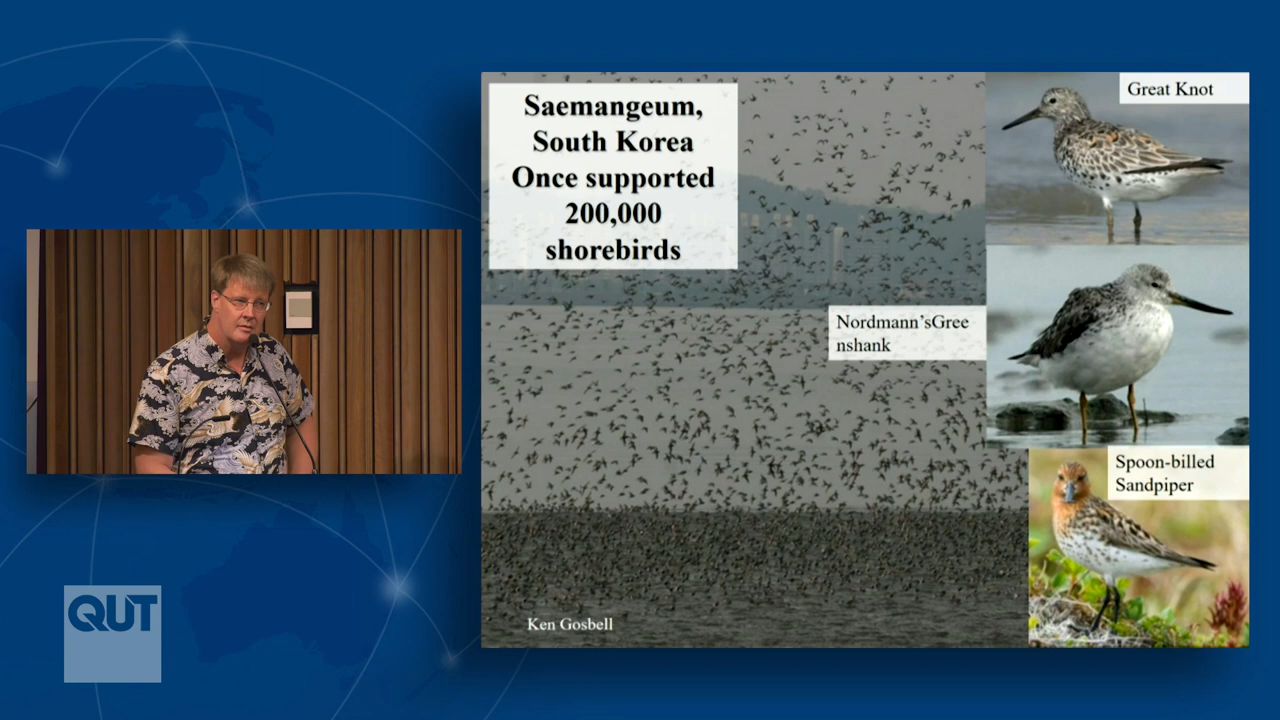 Saemangeum,
South Korea
Once supported
200,000
shorebirds
Great Knot
Nordmann'sGree
nshank
Spoon-billed
Sandpiper
Ken Gosbell
QUT